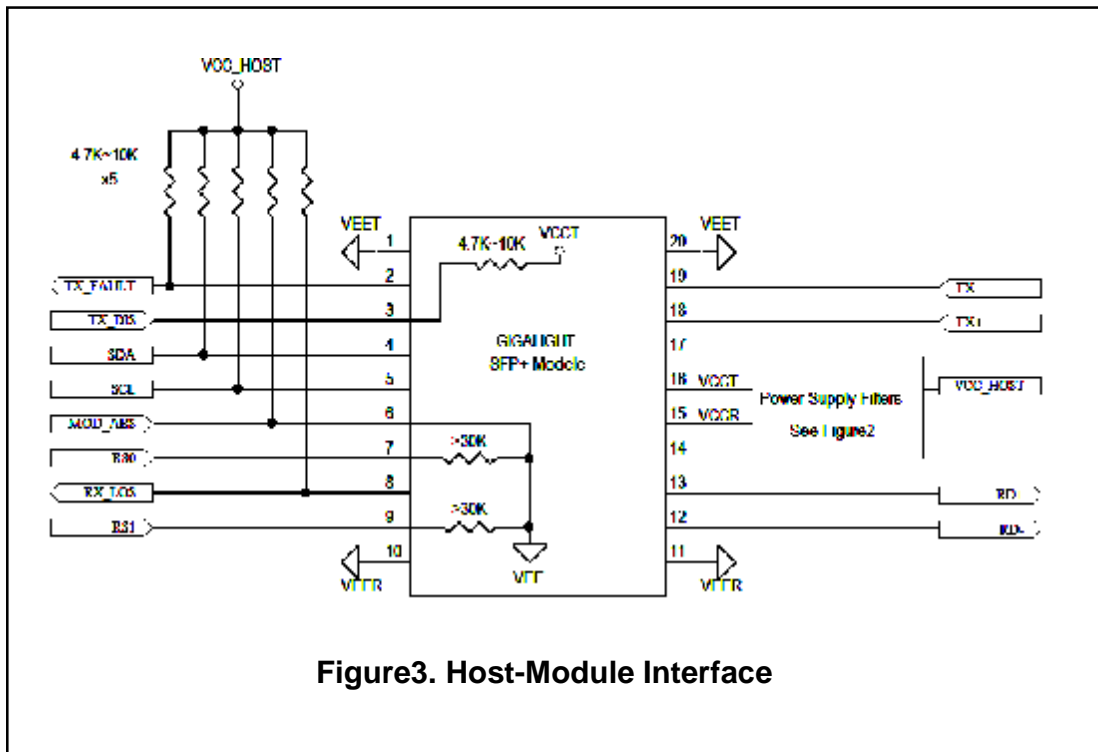 VCC_HOST
4.7K~10K
x5
VEET
1
4.7K~10K
VCCT
20
VEET
TX_FAULT
2
19
TX
TX_DIS
3
18
SDA
4
GIGALIGHT
SFP+ Module
17
SCL
5
16
VCCT
Power Supply Filters
See Figure2
VCC_HOST
MOD_ABS
6
15
VCCR
RS0
7
>30K
14
RX_LOS
8
13
RD
RS1
9
>30K
12
RD-
10
VEER
VEE
11
VEER
Figure3. Host-Module Interface